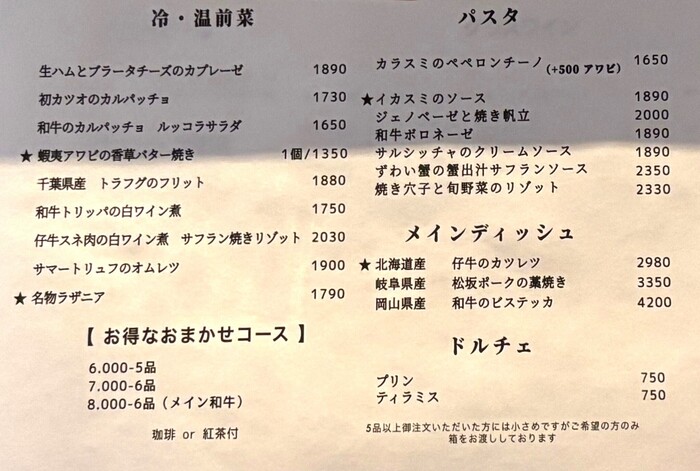 冷・温前菜
生ハムとブラータチーズのカプレーゼ 1890
初カツオのカルパッチョ 1730
和牛のカルパッチョ ルッコラサラダ 1650
★ 蝦夷アワビの香草バター焼き 1個/1350
千葉県産 トラフグのフリット 1880
和牛トリッパの白ワイン煮 1750
仔牛スネ肉の白ワイン煮 サフラン焼きリゾット 2030
サマートリュフのオムレツ 1900
★ 名物ラザニア 1790
【 お得なおまかせコース 】
6,000-5品
7,000-6品
8,000-6品（メイン和牛）
珈琲 or 紅茶付
パスタ
カラスミのペペロンチーノ (+500 アワビ) 1650
★ イカスミのソース 1890
ジェノベーゼと焼き帆立 2000
和牛ボロネーゼ 1890
サルシッチャのクリームソース 1890
ずわい蟹の蟹出汁サフランソース 2350
焼き穴子と旬野菜のリゾット 2330
メインディッシュ
★ 北海道産 仔牛のカツレツ 2980
岐阜県産 松坂ポークの藁焼き 3350
岡山県産 和牛のビステッカ 4200
ドルチェ
プリン 750
ティラミス 750
5品以上御注文いただいた方には小さめですがご希望の方のみ
箱をお渡ししております